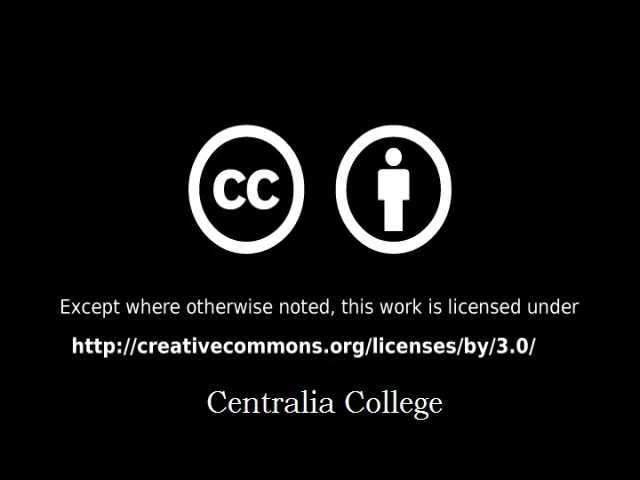 CC
Except where otherwise noted, this work is licensed under
http://creativecommons.org/licenses/by/3.0/
Centralia College